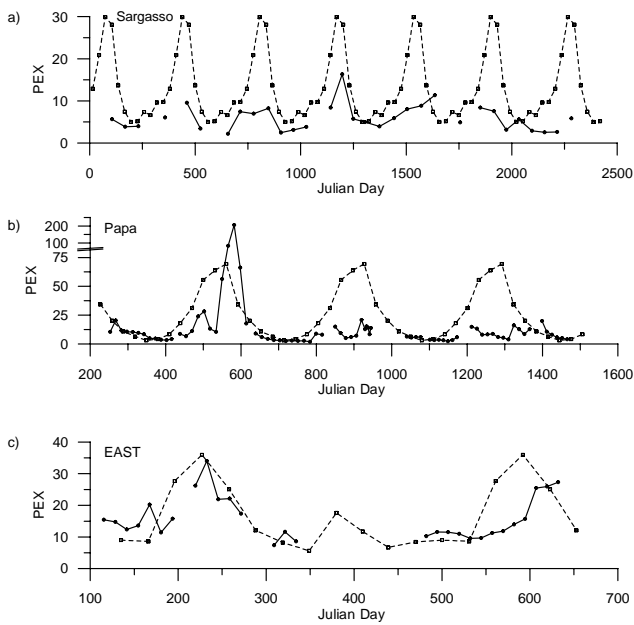 a)
Sargasso
30
20
10
0
PEX
0 500 1000 1500 2000 2500
Julian Day
b)
Papa
200
100
75
50
25
0
PEX
200 400 600 800 1000 1200 1400 1600
Julian Day
c)
EAST
40
30
20
10
0
PEX
100 200 300 400 500 600 700
Julian Day